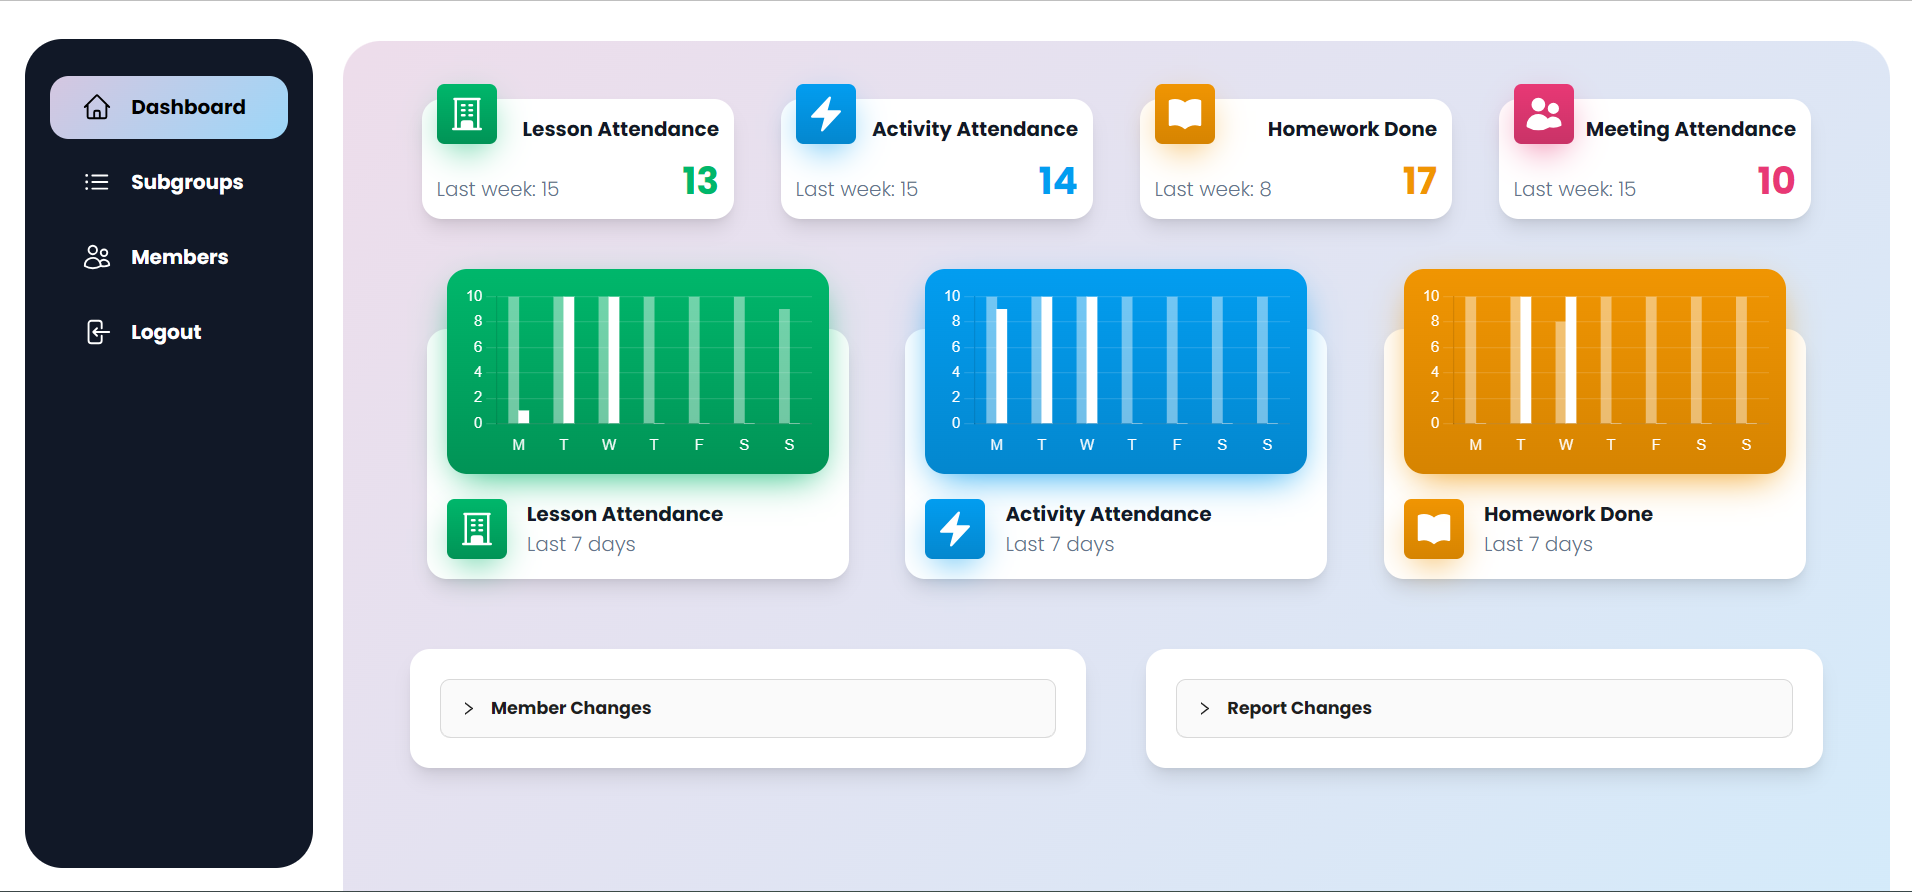 Dashboard
Subgroups
Members
Logout
Lesson Attendance
Last week: 15
13
Activity Attendance
Last week: 15
14
Homework Done
Last week: 8
17
Meeting Attendance
Last week: 15
10
10
8
6
4
2
0
M T W T F S S
Lesson Attendance
Last 7 days
10
8
6
4
2
0
M T W T F S S
Activity Attendance
Last 7 days
10
8
6
4
2
0
M T W T F S S
Homework Done
Last 7 days
Member Changes
Report Changes